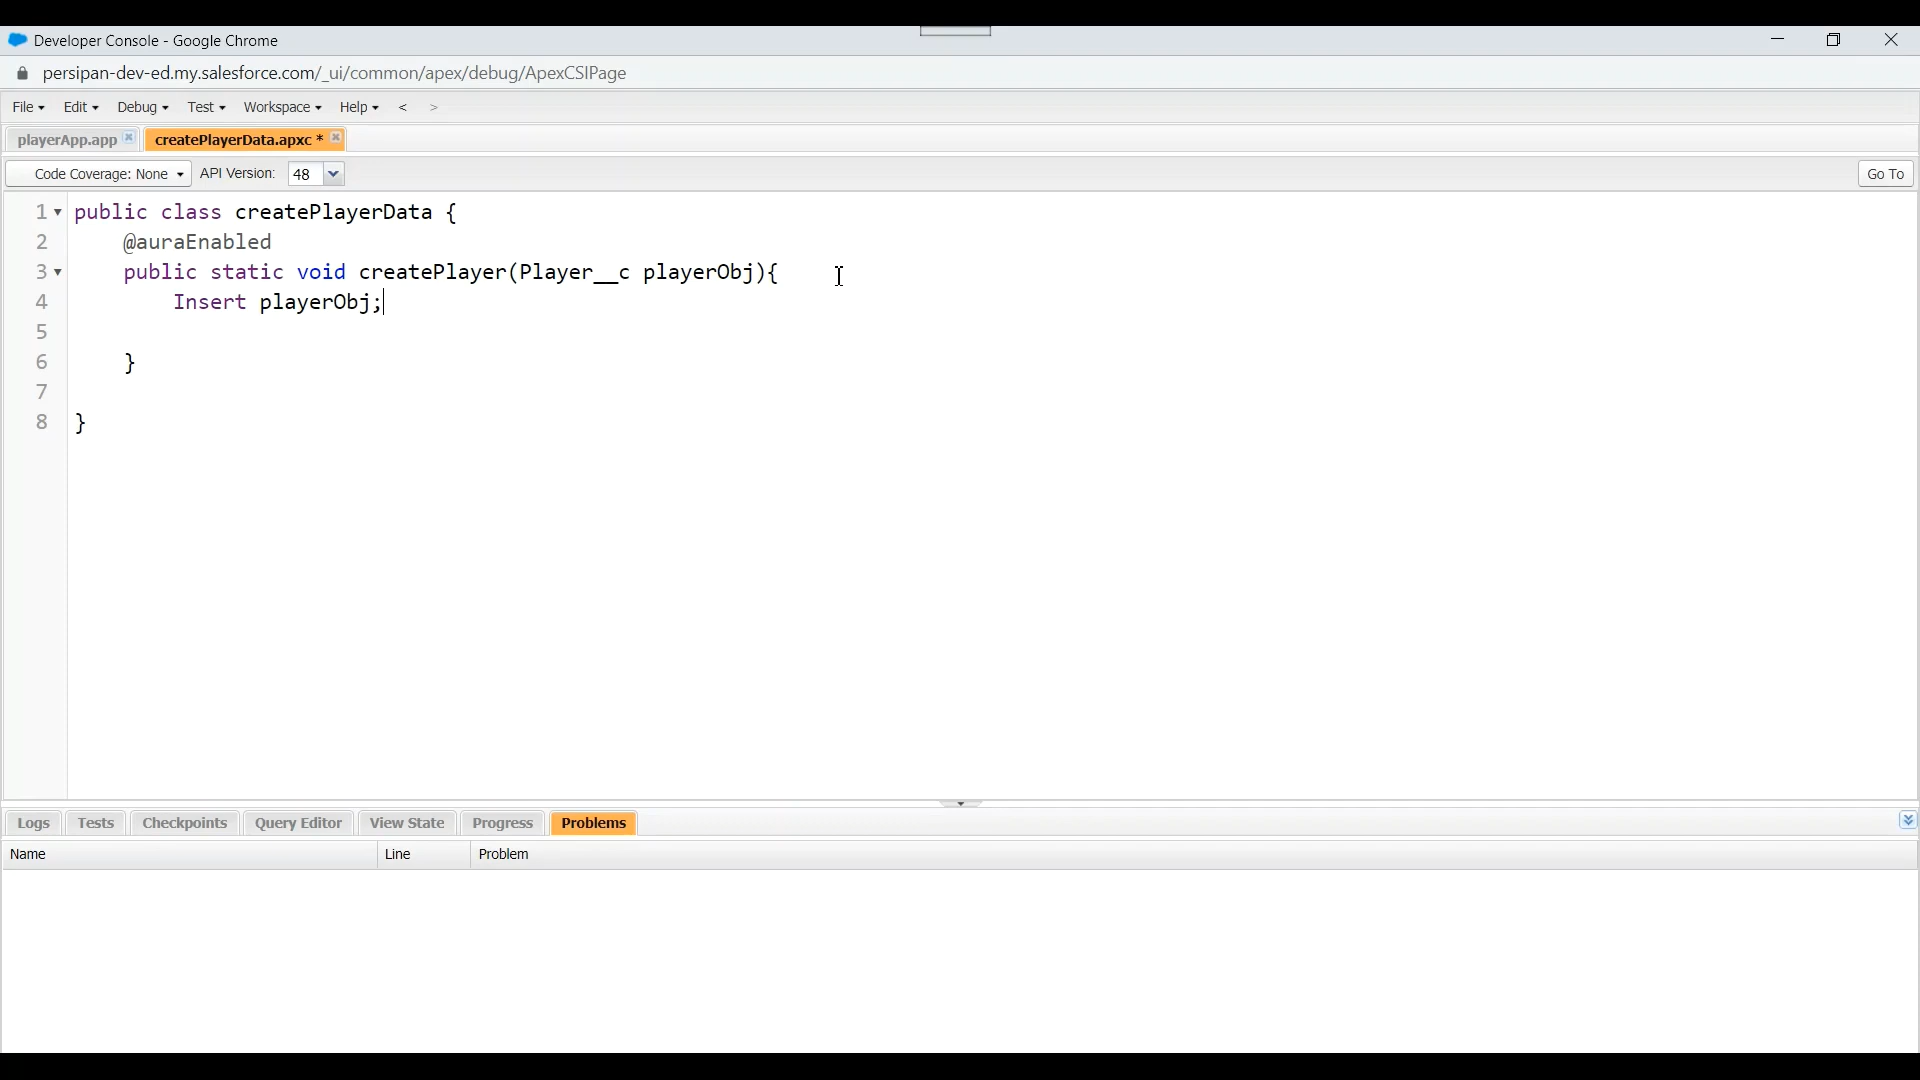 Developer Console - Google Chrome
persipan-dev-ed.my.salesforce.com/_ui/common/apex/debug/ApexCSIPage
File Edit Debug Test Workspace Help < >
playerApp.app createPlayerData.apxc *
Code Coverage: None API Version: 48 Go To
1 public class createPlayerData {
2 @auraEnabled
3 public static void createPlayer(Player__c playerObj){
4 Insert playerObj;
5
6 }
7
8 }
Logs Tests Checkpoints Query Editor View State Progress Problems
Name Line Problem